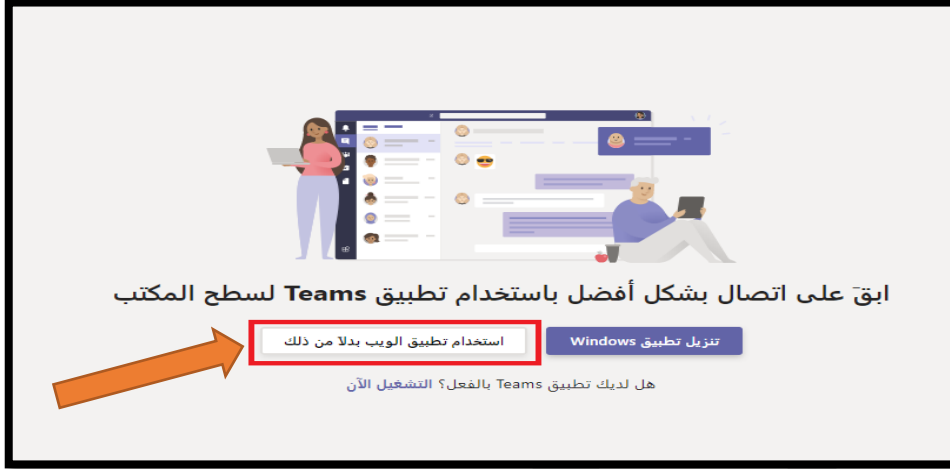 ابقَ على اتصال بشكل أفضل باستخدام تطبيق Teams لسطح المكتب
تنزيل تطبيق Windows
استخدام تطبيق الويب بدلا من ذلك
هل لديك تطبيق Teams بالفعل؟ التشغيل الآن